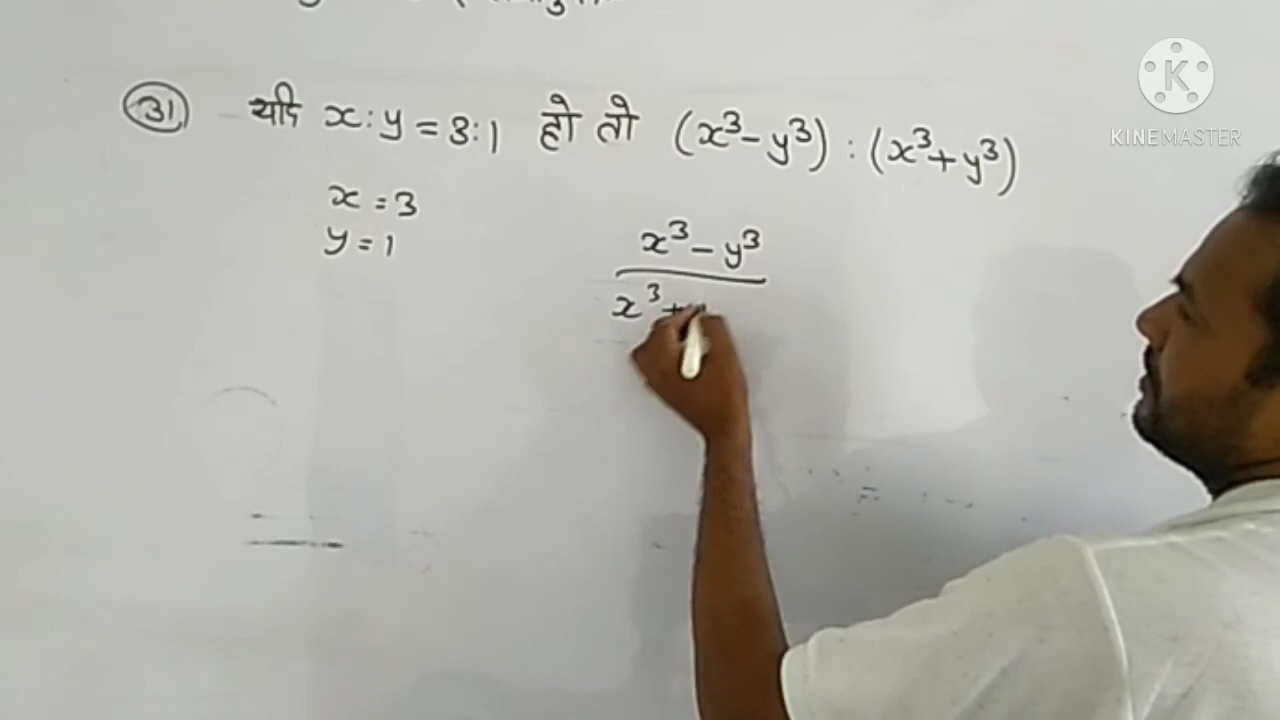 (31) यदि x:y = 3:1 हो तो (x³-y³) : (x³+y³)
x = 3
y = 1
x³-y³
x³+
KINEMASTER